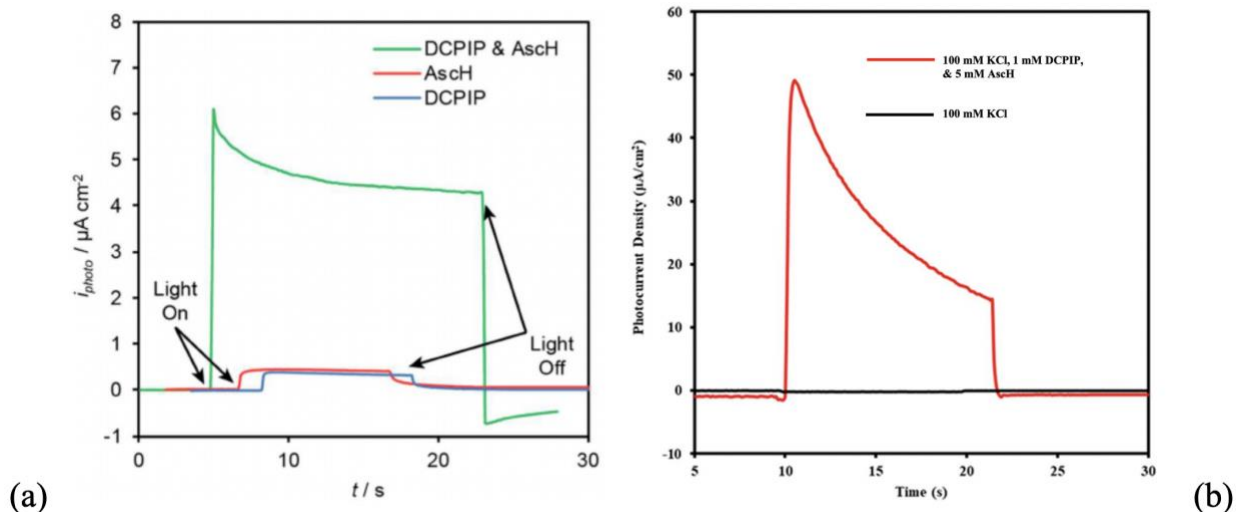 8
7
6
5
4
3
2
1
0
-1
i_photo / µA cm⁻²
DCPIP & AscH
AscH
DCPIP
Light
On
Light
Off
0
10
20
30
t / s
(a)
60
50
40
30
20
10
0
-10
Photocurrent Density (µA/cm²)
100 mM KCl, 1 mM DCPIP,
& 5 mM AscH
100 mM KCl
5
10
15
20
25
30
Time (s)
(b)